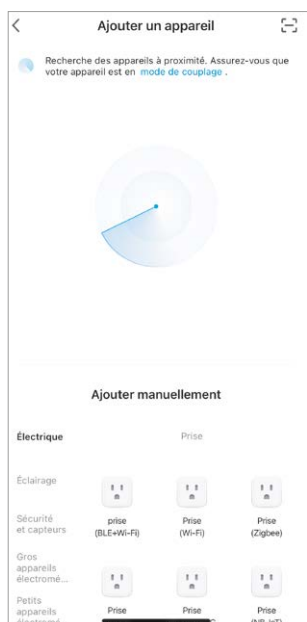 Ajouter un appareil
Recherche des appareils à proximité. Assurez-vous que
votre appareil est en mode de couplage .
Ajouter manuellement
Électrique
Prise
Éclairage
Sécurité
et capteurs
Gros
appareils
électromé...
Petits
appareils
prise
(BLE+Wi-Fi)
Prise
(Wi-Fi)
Prise
(Zigbee)
Prise
Prise
Prise